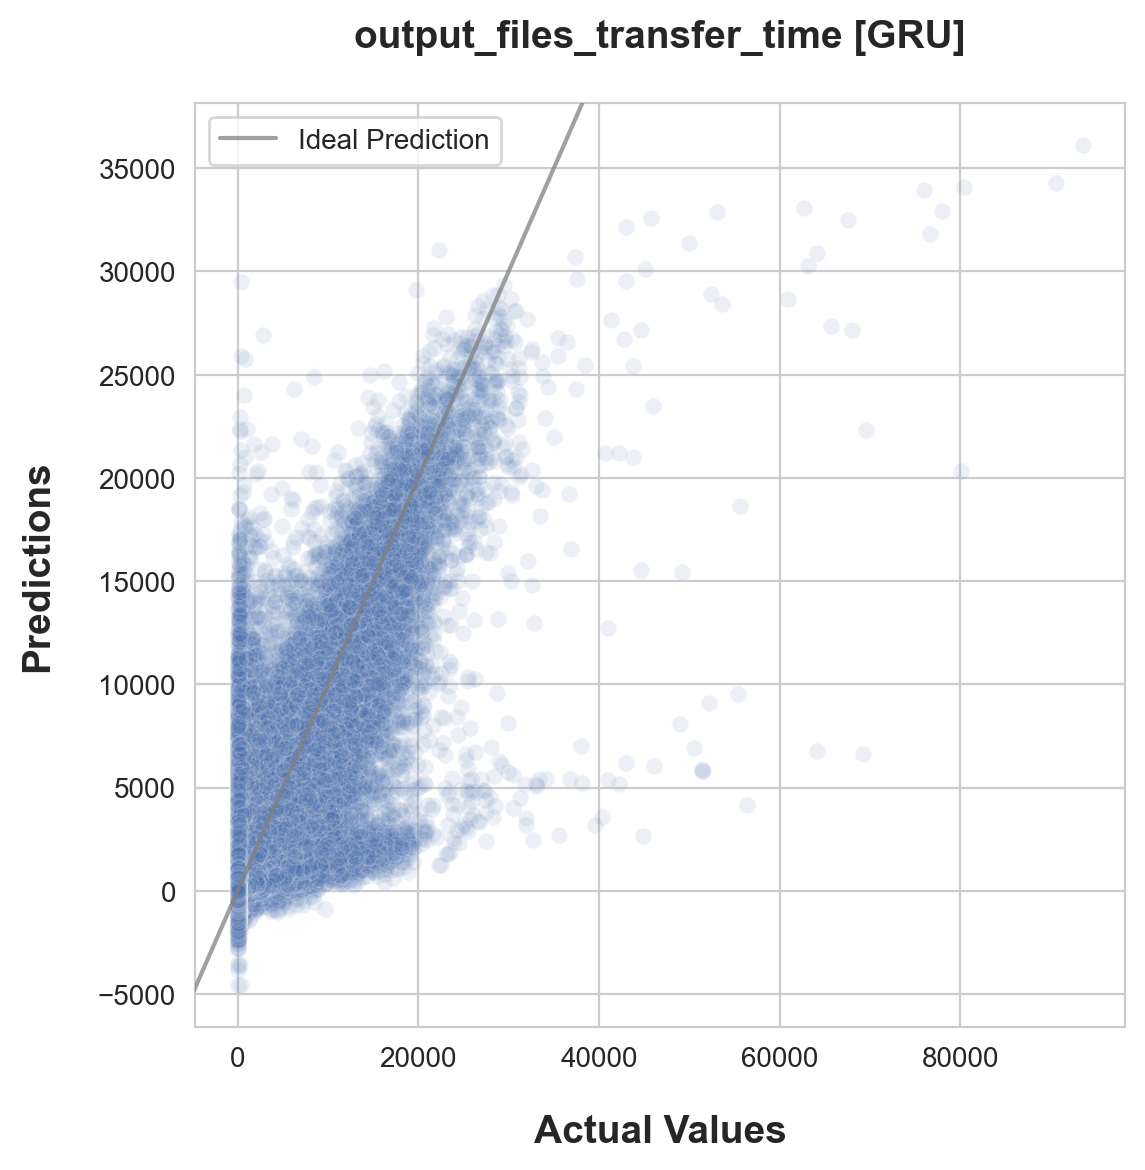 output_files_transfer_time [GRU]
Ideal Prediction
35000
30000
25000
20000
15000
10000
5000
0
−5000
Predictions
0 20000 40000 60000 80000
Actual Values